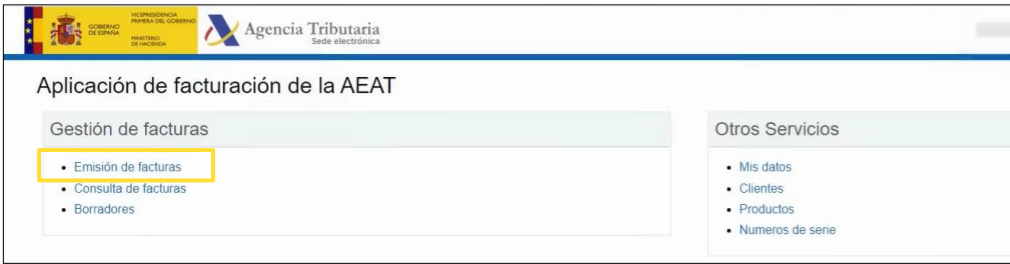 GOBIERNO
DE ESPAÑA
VICEPRESIDENCIA
PRIMERA DEL GOBIERNO
MINISTERIO
DE HACIENDA
Agencia Tributaria
Sede electrónica
Aplicación de facturación de la AEAT
Gestión de facturas
Emisión de facturas
Consulta de facturas
Borradores
Otros Servicios
Mis datos
Clientes
Productos
Numeros de serie